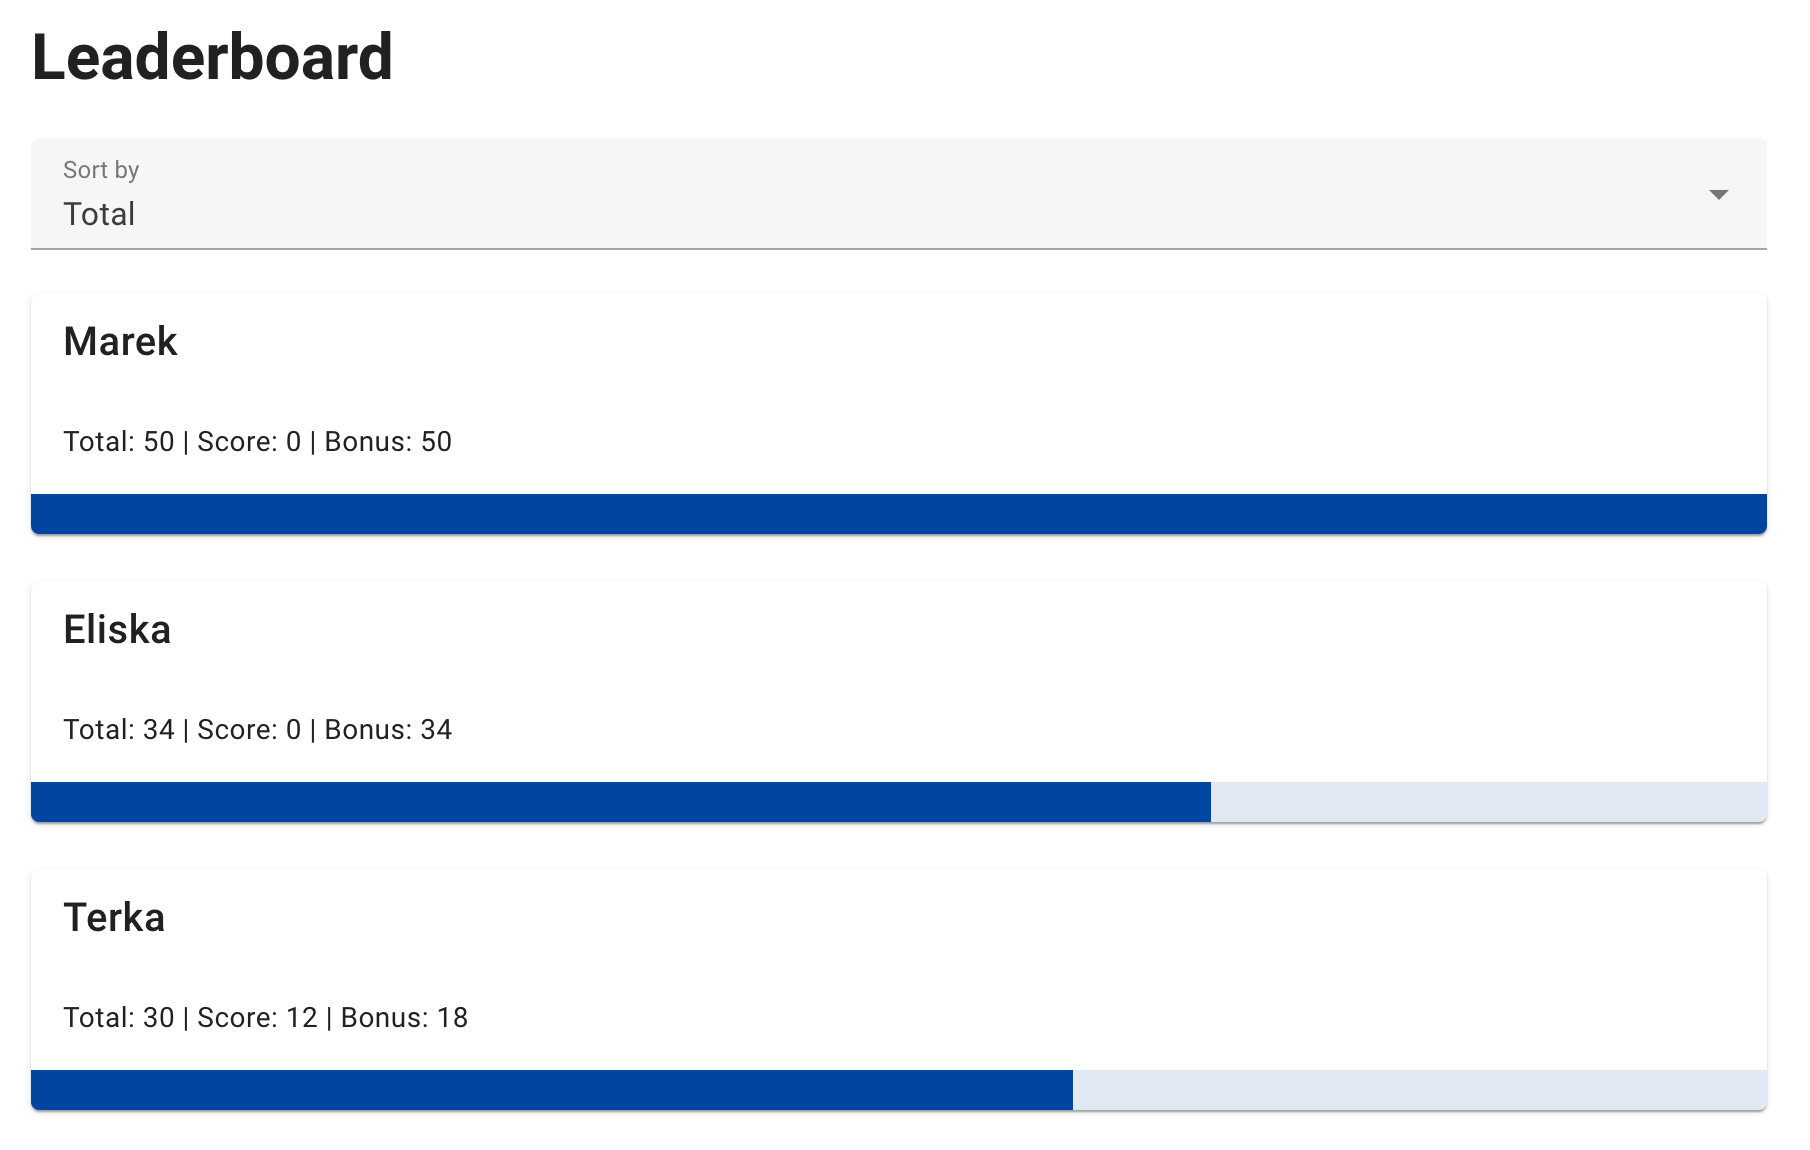 Leaderboard
Sort by
Total
Marek
Total: 50 | Score: 0 | Bonus: 50
Eliska
Total: 34 | Score: 0 | Bonus: 34
Terka
Total: 30 | Score: 12 | Bonus: 18